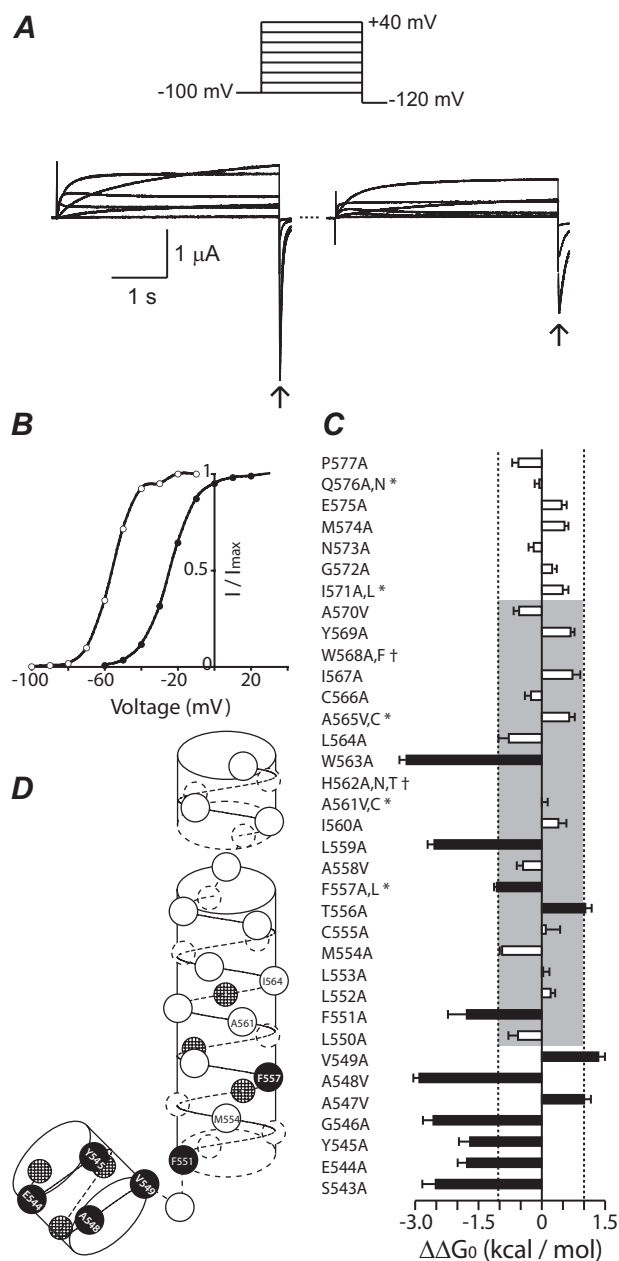 A
+40 mV
-100 mV
-120 mV
1 µA
1 s
B
1
0.5
0
I / Imax
-100
-60
-20
20
Voltage (mV)
C
P577A
Q576A,N *
E575A
M574A
N573A
G572A
I571A,L *
A570V
Y569A
W568A,F †
I567A
C566A
A565V,C *
L564A
W563A
H562A,N,T †
A561V,C *
I560A
L559A
A558V
F557A,L *
T556A
C555A
M554A
L553A
L552A
F551A
L550A
V549A
A548V
A547V
G546A
Y545A
E544A
S543A
-3.0
-1.5
0
1.5
ΔΔG0 (kcal / mol)
D
I564
A561
F557
M554
F551
Y545
V549
E544
A548